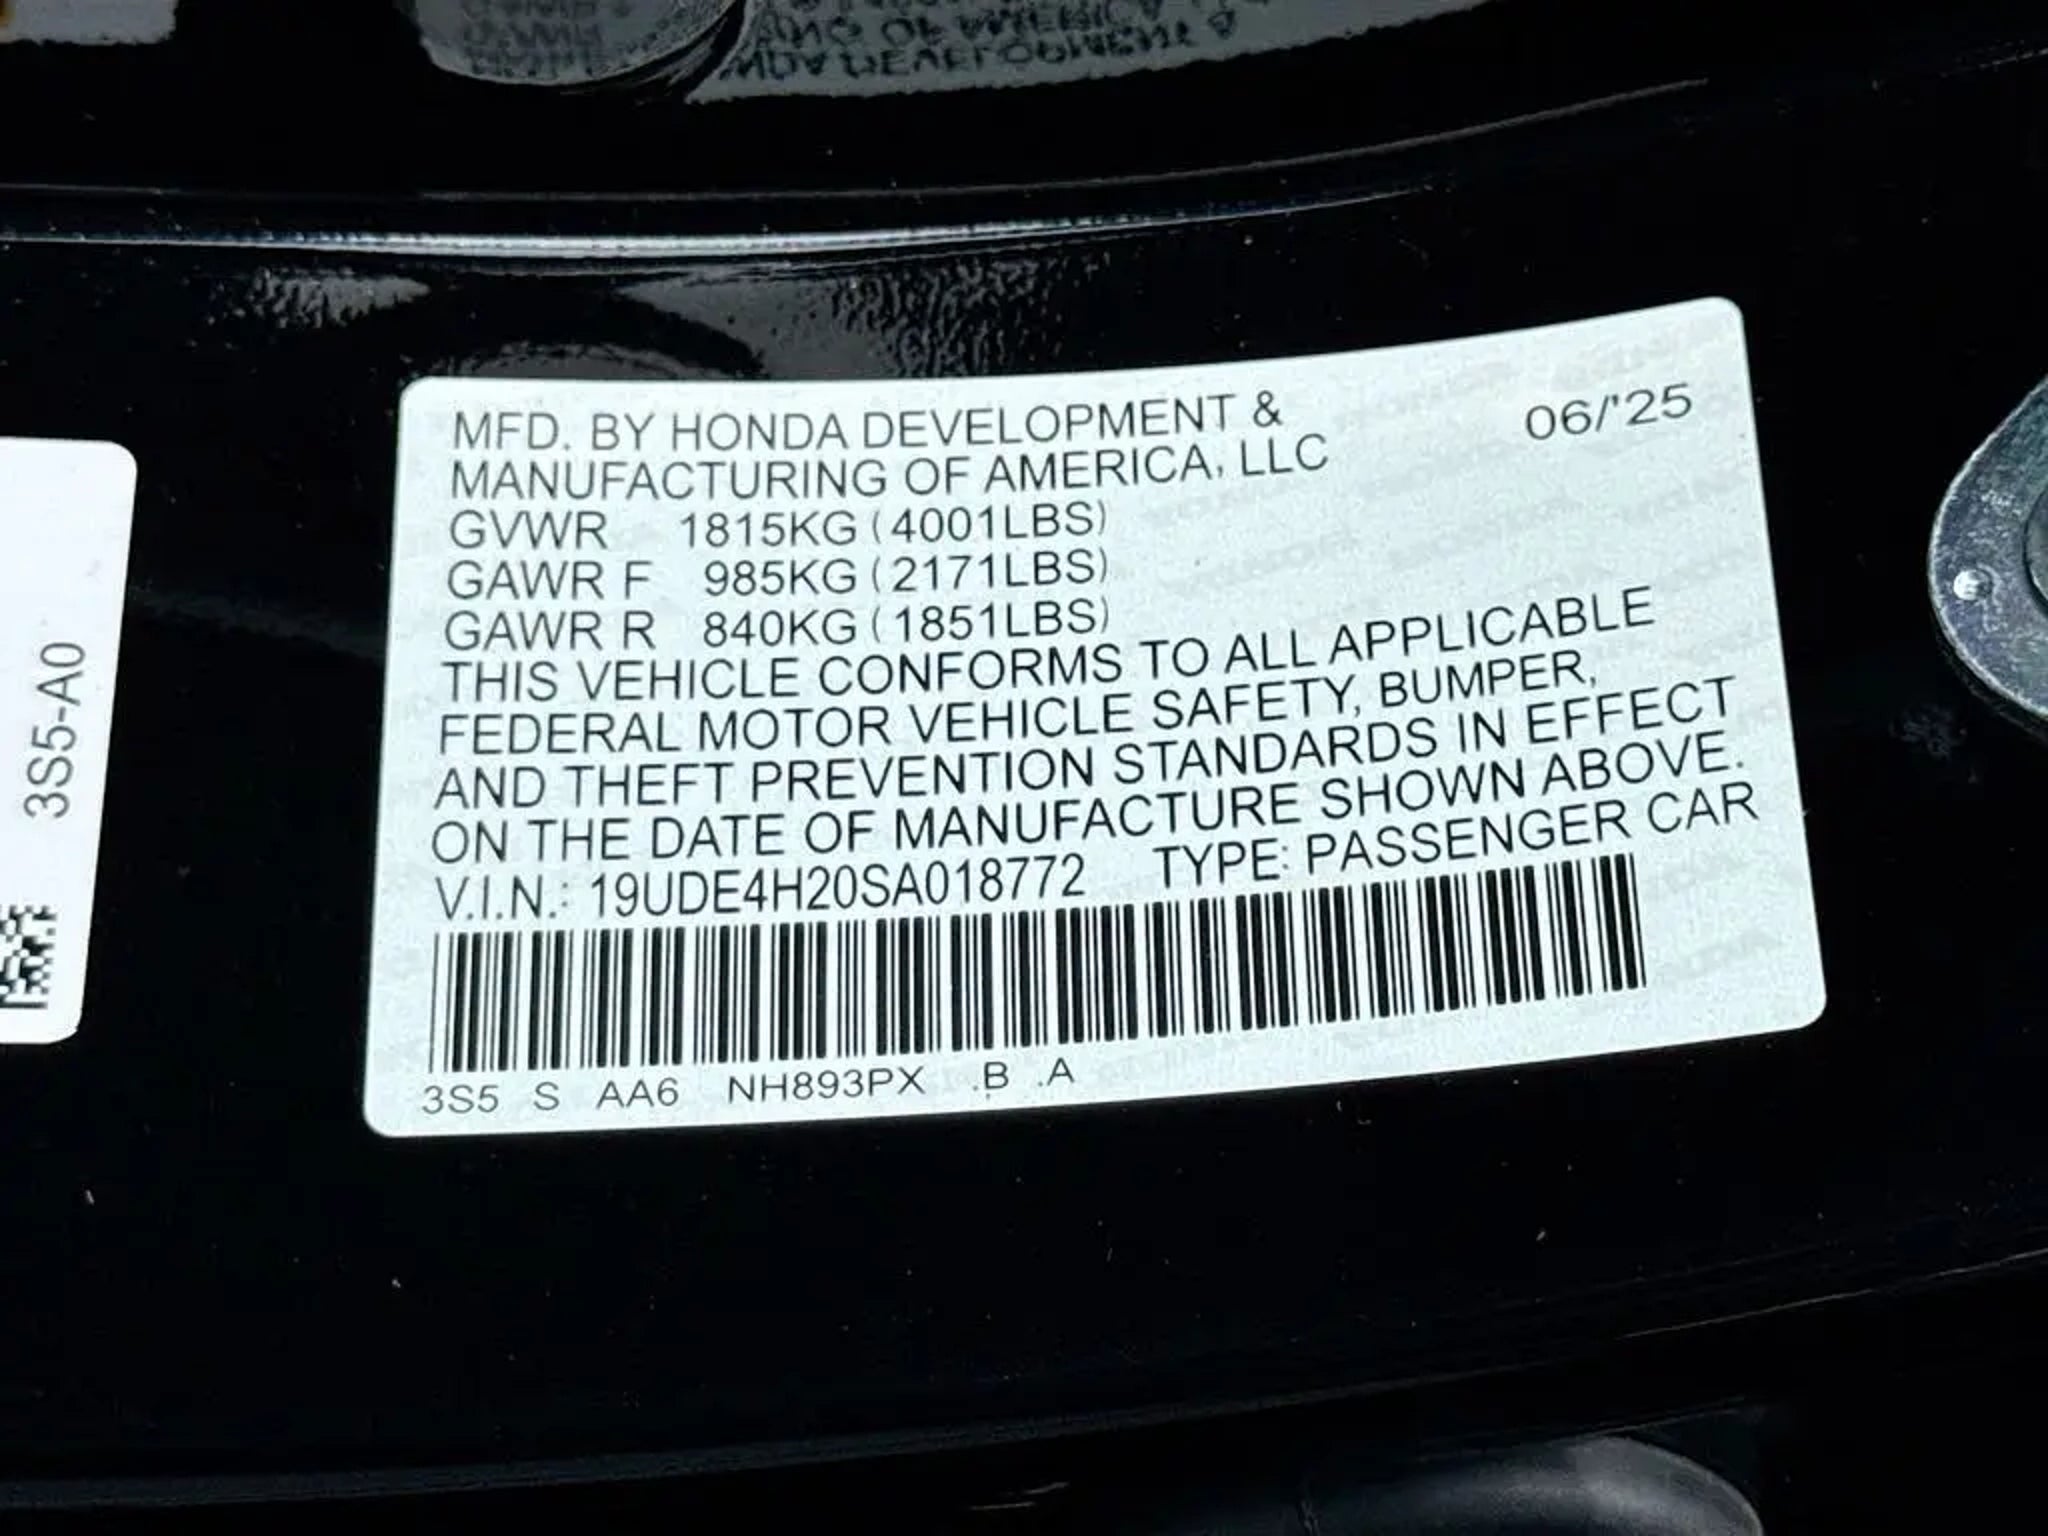 MFD. BY HONDA DEVELOPMENT & 06/'25
MANUFACTURING OF AMERICA, LLC
GVWR 1815KG (4001LBS)
GAWR F 985KG (2171LBS)
GAWR R 840KG (1851LBS)
THIS VEHICLE CONFORMS TO ALL APPLICABLE
FEDERAL MOTOR VEHICLE SAFETY, BUMPER,
AND THEFT PREVENTION STANDARDS IN EFFECT
ON THE DATE OF MANUFACTURE SHOWN ABOVE.
V.I.N.: 19UDE4H20SA018772 TYPE: PASSENGER CAR
3S5 S AA6 NH893PX .B .A
3S5-A0